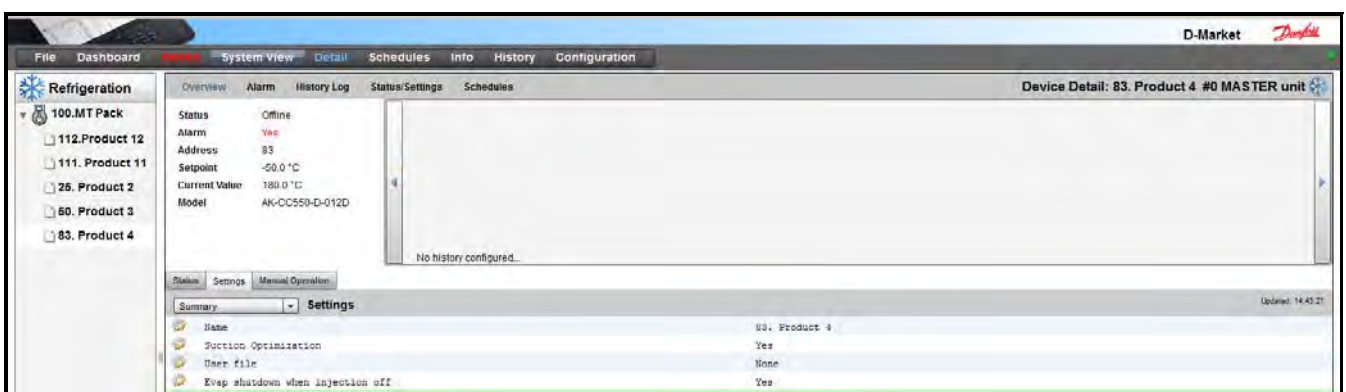 D-Market Danfoss
File Dashboard Alarms System View Detail Schedules Info History Configuration
Refrigeration
100.MT Pack
112.Product 12
111. Product 11
26. Product 2
60. Product 3
83. Product 4
Overview Alarm History Log Status/Settings Schedules
Device Detail: 83. Product 4 #0 MASTER unit
Status Offline
Alarm Yes
Address 83
Setpoint -50.0 °C
Current Value 180.0 °C
Model AK-CC550-D-012D
No history configured...
Status Settings Manual Operation
Summary Settings
Updated: 14:43:21
Name 83. Product 4
Suction Optimization Yes
User file None
Evap shutdown when injection off Yes